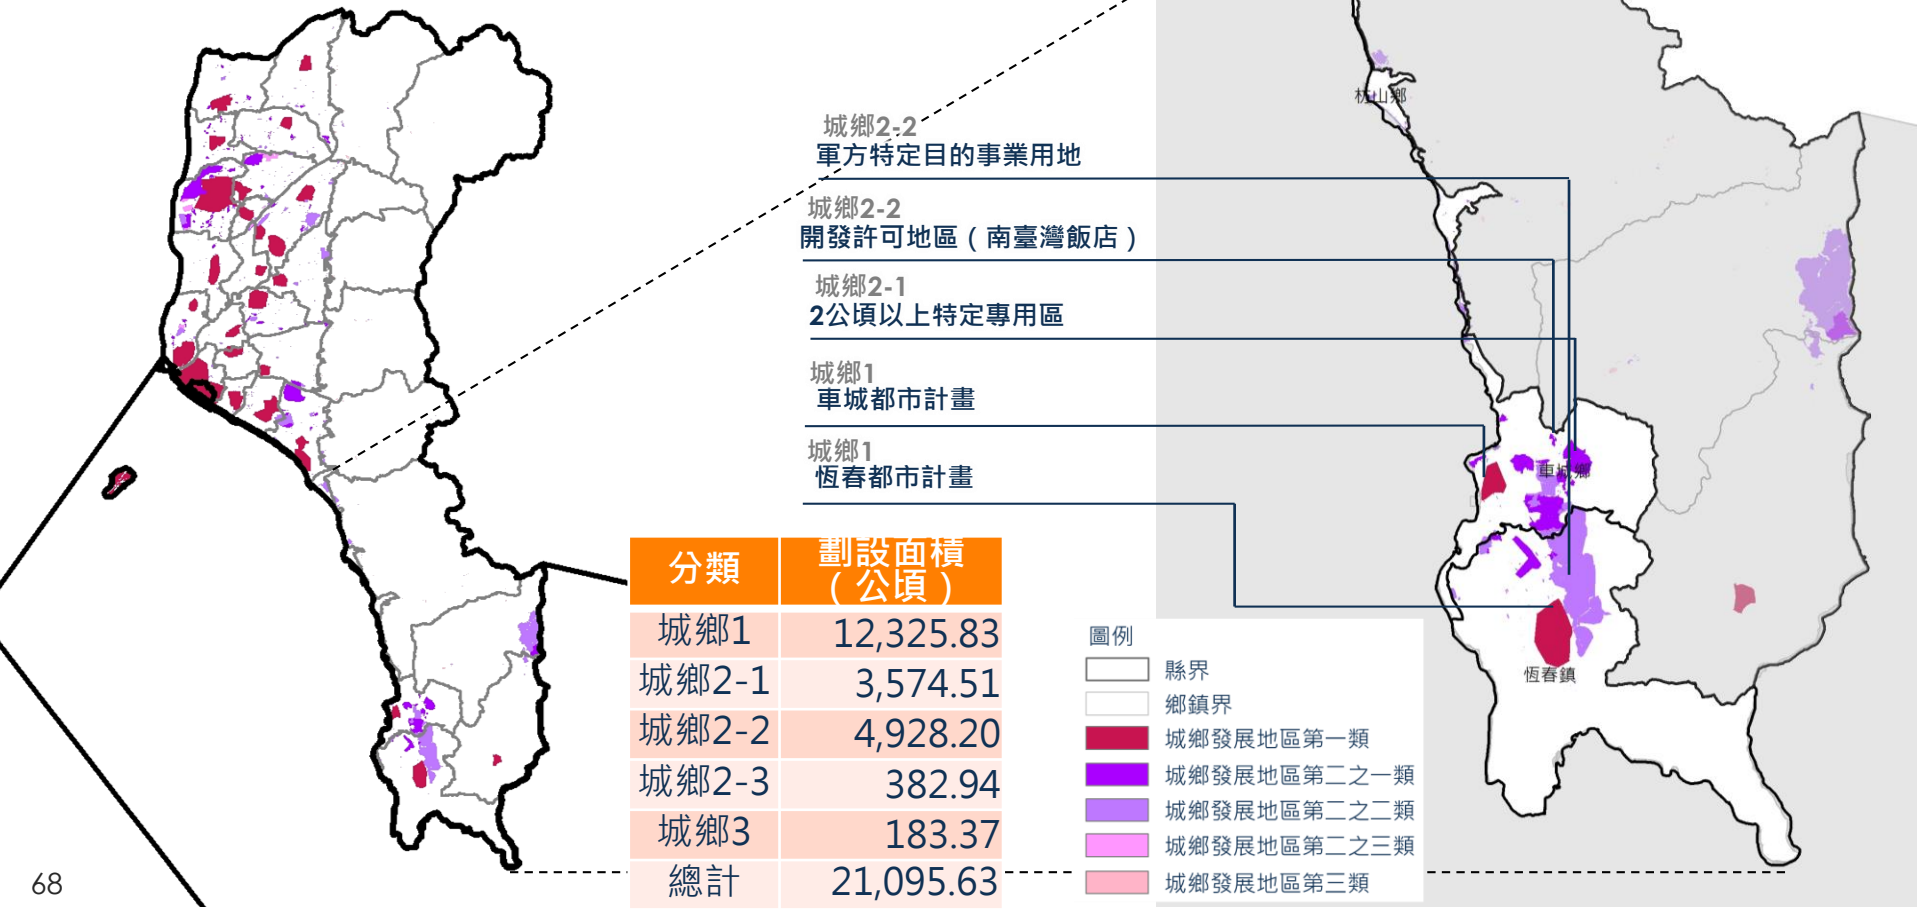 城鄉2-2
軍方特定目的事業用地
城鄉2-2
開發許可地區（南臺灣飯店）
城鄉2-1
2公頃以上特定專用區
城鄉1
車城都市計畫
城鄉1
恆春都市計畫
枋山鄉
車城鄉
恆春鎮
分類 劃設面積（公頃）
城鄉1 12,325.83
城鄉2-1 3,574.51
城鄉2-2 4,928.20
城鄉2-3 382.94
城鄉3 183.37
總計 21,095.63
圖例
縣界
鄉鎮界
城鄉發展地區第一類
城鄉發展地區第二之一類
城鄉發展地區第二之二類
城鄉發展地區第二之三類
城鄉發展地區第三類
68